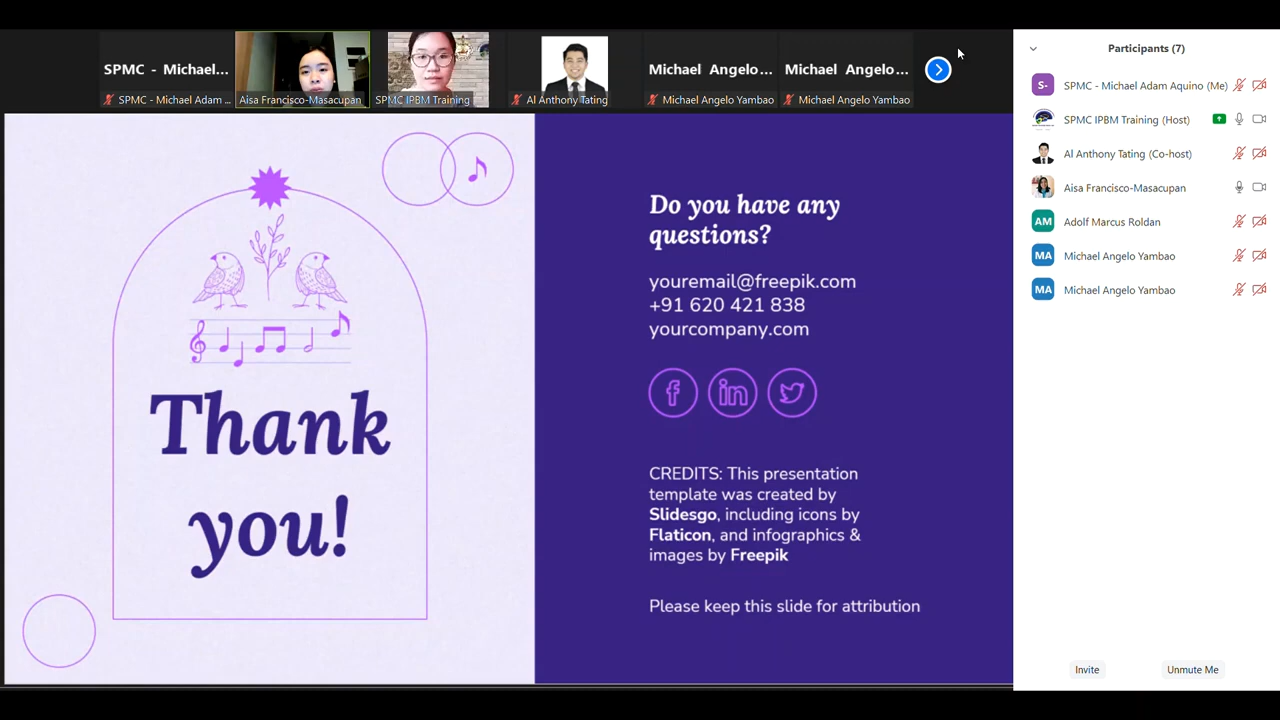 SPMC - Michael...
SPMC - Michael Adam ...
Aisa Francisco-Masacupan
SPMC IPBM Training
Al Anthony Tating
Michael Angelo...
Michael Angelo Yambao
Michael Angelo...
Michael Angelo Yambao
Thank
you!
Do you have any
questions?
youremail@freepik.com
+91 620 421 838
yourcompany.com
f
in
CREDITS: This presentation
template was created by
Slidesgo, including icons by
Flaticon, and infographics &
images by Freepik
Please keep this slide for attribution
Participants (7)
S-
SPMC - Michael Adam Aquino (Me)
SPMC IPBM Training (Host)
Al Anthony Tating (Co-host)
Aisa Francisco-Masacupan
AM
Adolf Marcus Roldan
MA
Michael Angelo Yambao
MA
Michael Angelo Yambao
Invite
Unmute Me